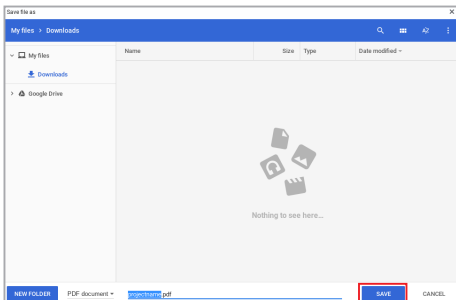 Save file as
My files > Downloads
Name Size Type Date modified
My files
Downloads
Google Drive
Nothing to see here...
NEW FOLDER PDF document projectname.pdf SAVE CANCEL